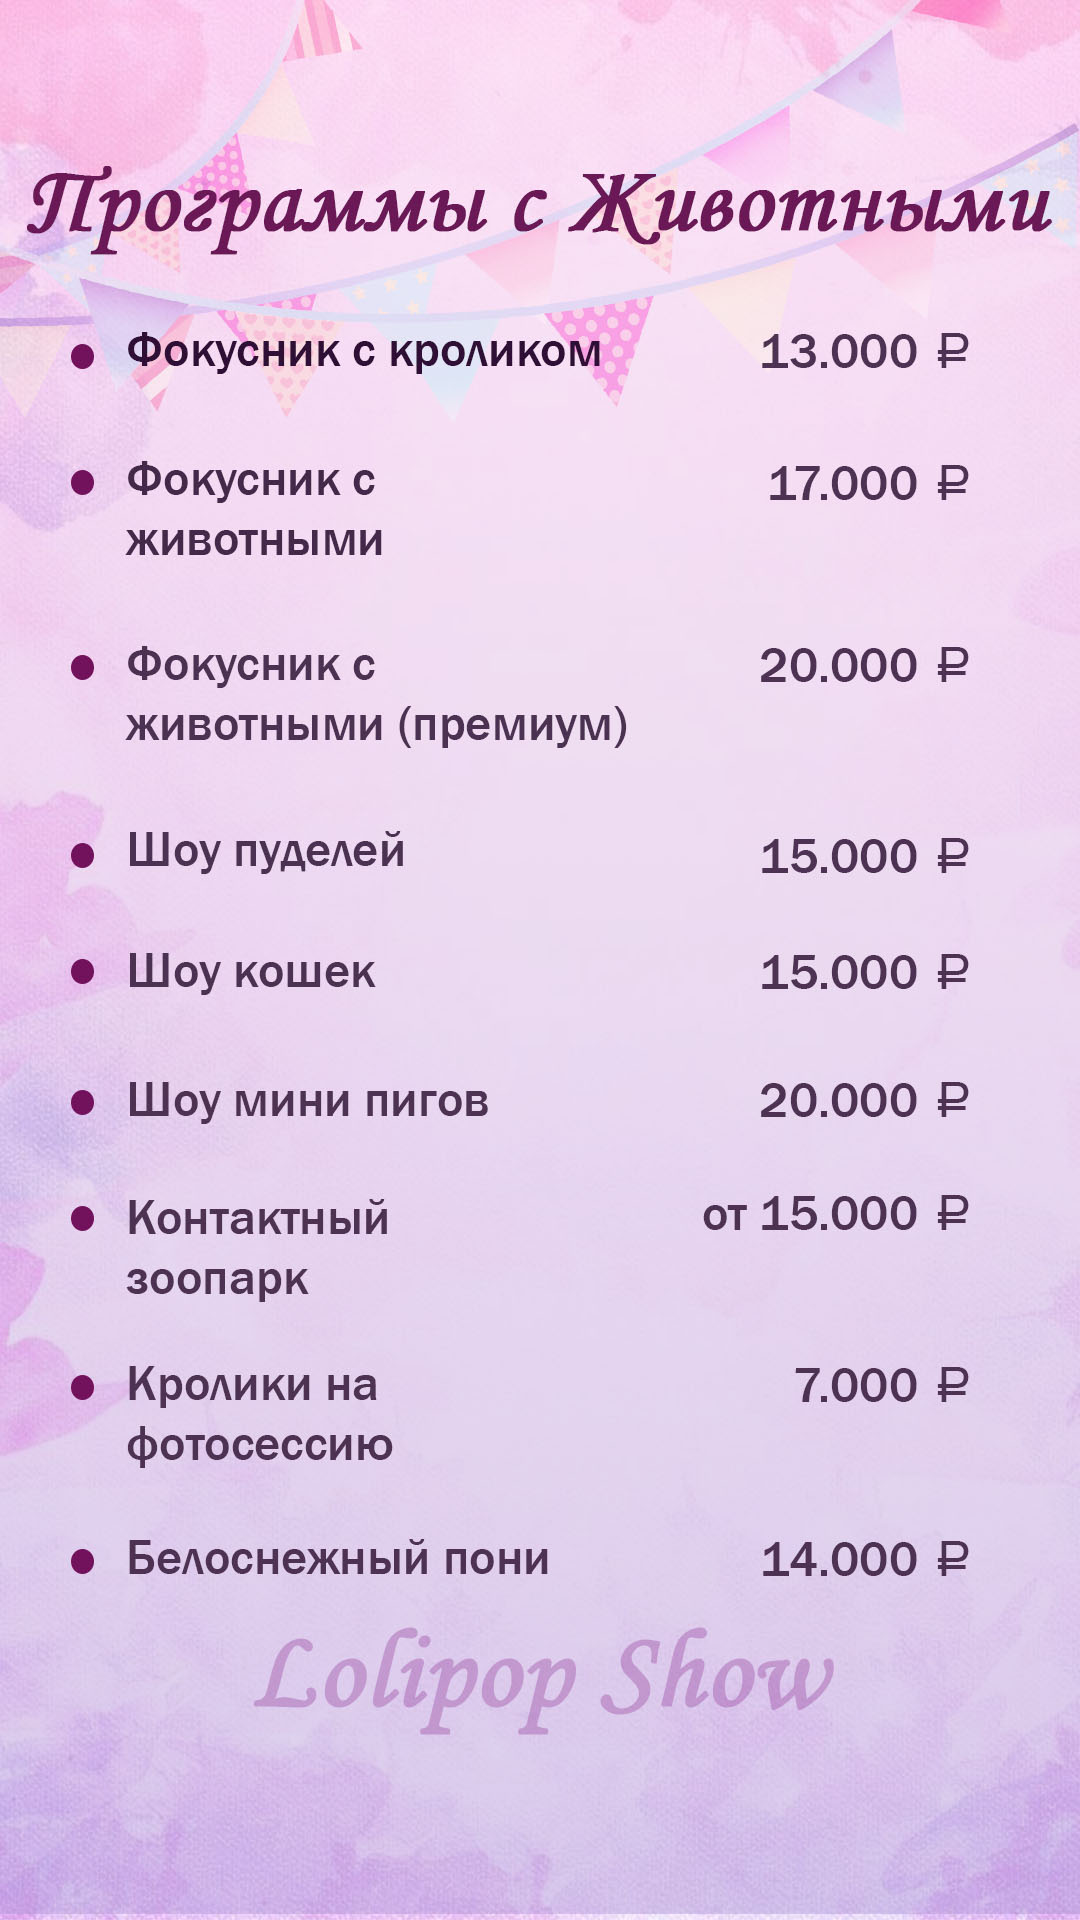 Программы с Животными
• Фокусник с кроликом 13.000 ₽
• Фокусник с 17.000 ₽
животными
• Фокусник с 20.000 ₽
животными (премиум)
• Шоу пуделей 15.000 ₽
• Шоу кошек 15.000 ₽
• Шоу мини пигов 20.000 ₽
• Контактный от 15.000 ₽
зоопарк
• Кролики на 7.000 ₽
фотосессию
• Белоснежный пони 14.000 ₽
Lolipop Show